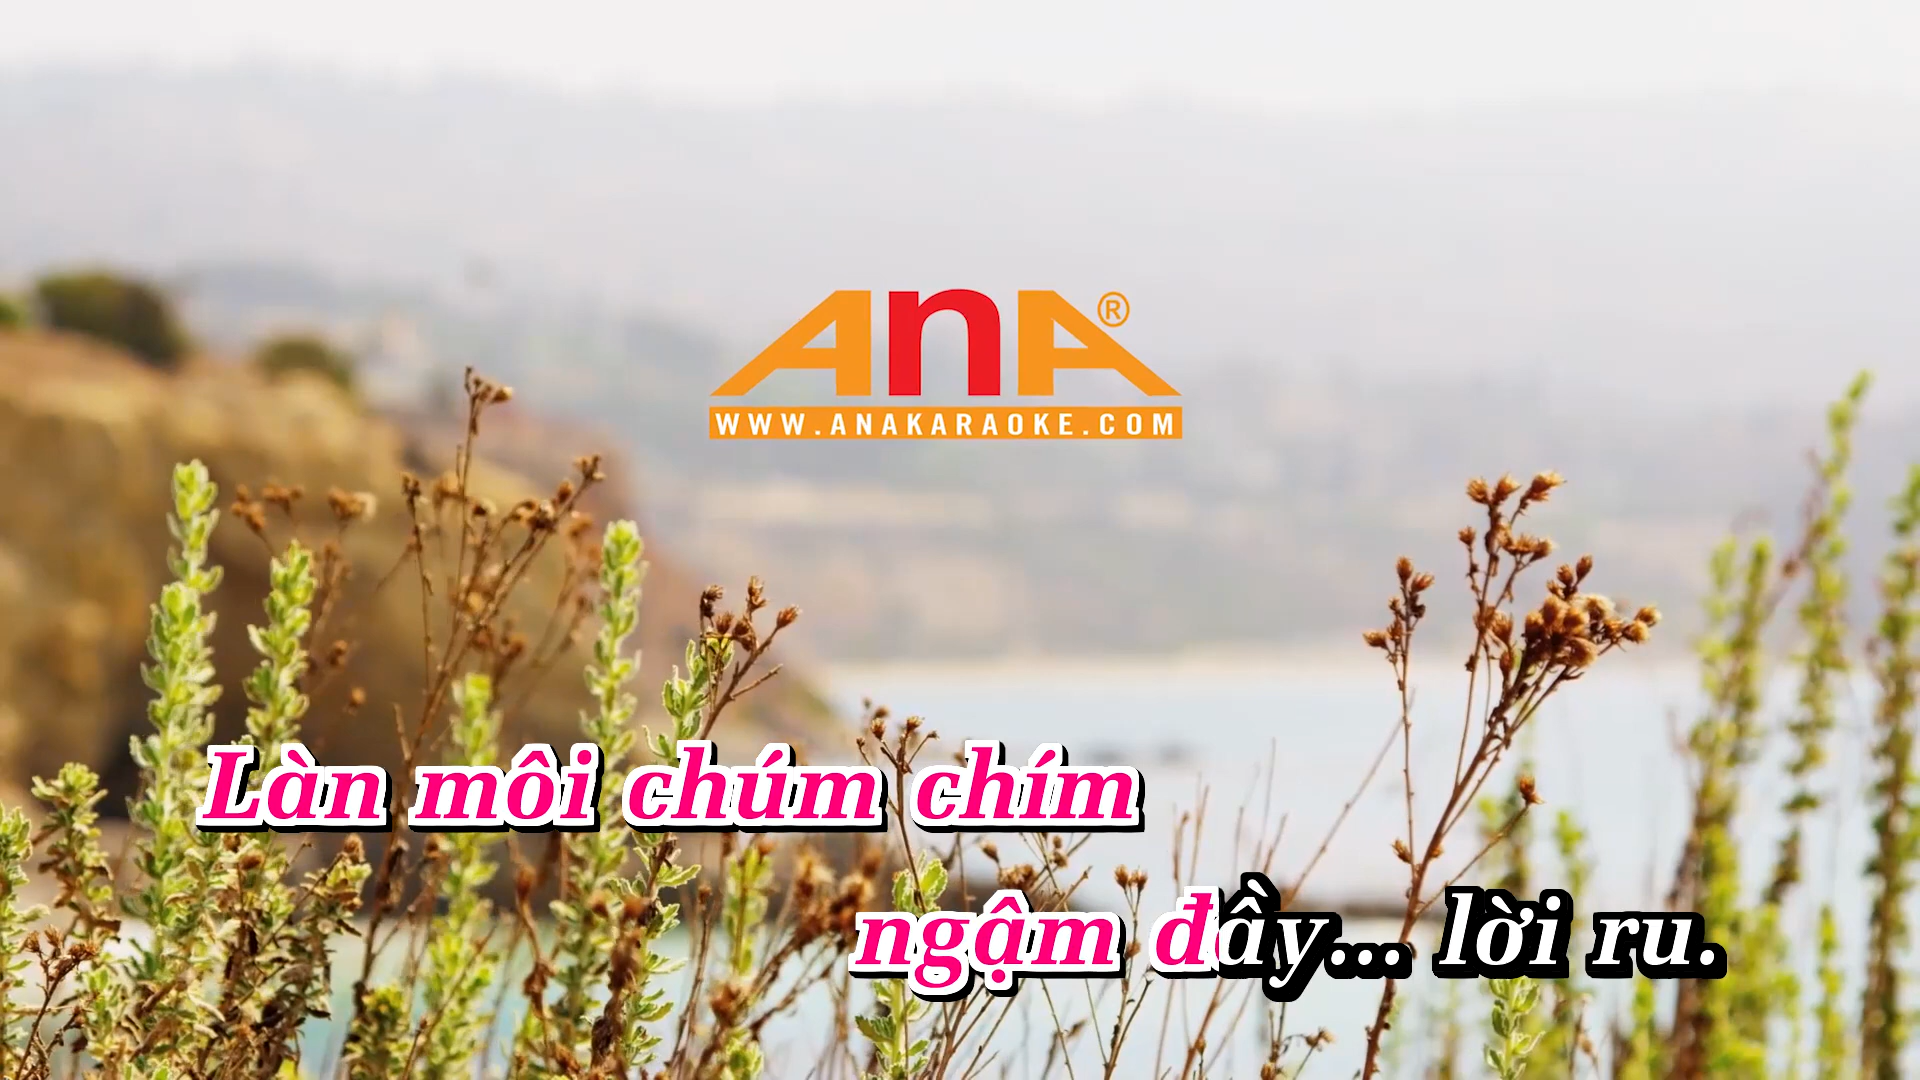 AnA®
WWW.ANAKARAOKE.COM
Làn môi chúm chím
ngậm đầy... lời ru.